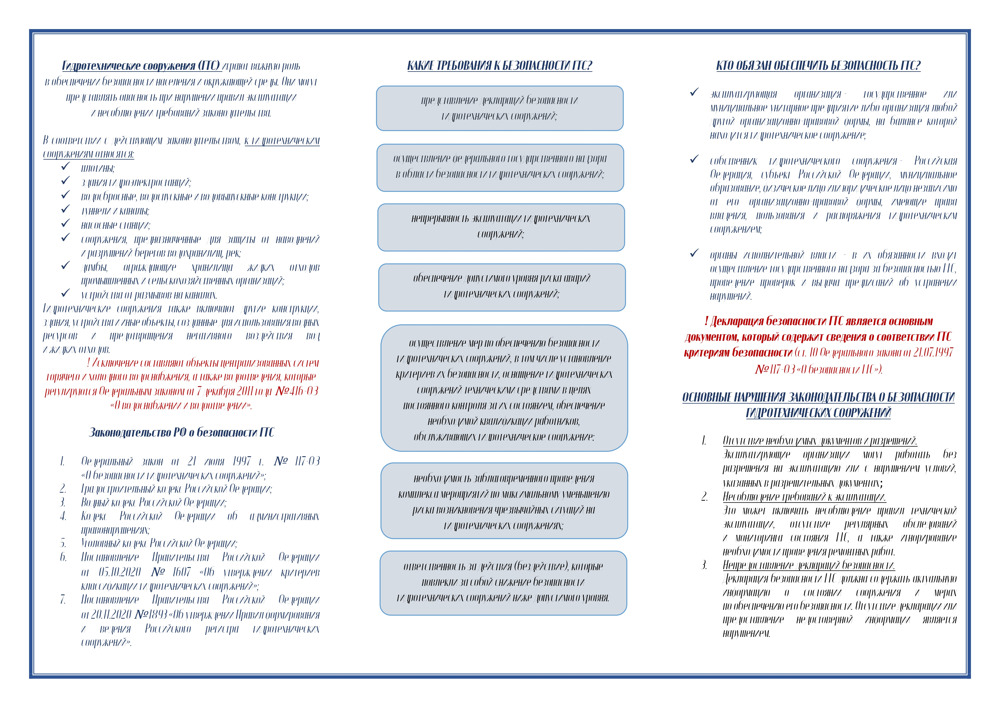 Гидротехнические сооружения (ГТС) играют важную роль
в обеспечении безопасности населения и окружающей среды. Они могут
представлять опасность при нарушении правил эксплуатации
и несоблюдении требований законодательства.
В соответствии с действующим законодательством, к гидротехническим
сооружениям относятся:
✓ плотины;
✓ здания гидроэлектростанций;
✓ водосбросные, водоспускные и водовыпускные конструкции;
✓ туннели и каналы;
✓ насосные станции;
✓ сооружения, предназначенные для защиты от наводнений
и разрушений берегов водохранилищ, рек;
✓ дамбы, ограждающие хранилища жидких отходов
промышленных и сельскохозяйственных организаций;
✓ устройства от размывов на каналах.
Гидротехнические сооружения также включают другие конструкции,
здания, устройства и иные объекты, созданные для использования водных
ресурсов и предотвращения негативного воздействия вод
и жидких отходов.
! Исключение составляют объекты централизованных систем
горячего и холодного водоснабжения, а также водоотведения, которые
регулируются Федеральным законом от 7 декабря 2011 года №416-ФЗ
«О водоснабжении и водоотведении».
Законодательство РФ о безопасности ГТС
1. Федеральный закон от 21 июля 1997 г. № 117-ФЗ
«О безопасности гидротехнических сооружений»;
2. Градостроительный кодекс Российской Федерации;
3. Водный кодекс Российской Федерации;
4. Кодекс Российской Федерации об административных
правонарушениях;
5. Уголовный кодекс Российской Федерации;
6. Постановление Правительства Российской Федерации
от 05.10.2020 № 1607 «Об утверждении критериев
классификации гидротехнических сооружений»;
7. Постановление Правительства Российской Федерации
от 20.11.2020 №1893 «Об утверждении Правил формирования
и ведения Российского регистра гидротехнических
сооружений».
КАКИЕ ТРЕБОВАНИЯ К БЕЗОПАСНОСТИ ГТС?
представление деклараций безопасности
гидротехнических сооружений;
осуществление федерального государственного надзора
в области безопасности гидротехнических сооружений;
непрерывность эксплуатации гидротехнических
сооружений;
обеспечение допустимого уровня риска аварий
гидротехнических сооружений;
осуществление мер по обеспечению безопасности
гидротехнических сооружений, в том числе установление
критериев их безопасности, оснащение гидротехнических
сооружений техническими средствами в целях
постоянного контроля за их состоянием, обеспечение
необходимой квалификации работников,
обслуживающих гидротехническое сооружение;
необходимость заблаговременного проведения
комплекса мероприятий по максимальному уменьшению
риска возникновения чрезвычайных ситуаций на
гидротехнических сооружениях;
ответственность за действия (бездействие), которые
повлекли за собой снижение безопасности
гидротехнических сооружений ниже допустимого уровня.
КТО ОБЯЗАН ОБЕСПЕЧИТЬ БЕЗОПАСНОСТЬ ГТС?
✓ эксплуатирующая организация - государственное или
муниципальное унитарное предприятие либо организация любой
другой организационно-правовой формы, на балансе которой
находится гидротехническое сооружение;
✓ собственник гидротехнического сооружения - Российская
Федерация, субъект Российской Федерации, муниципальное
образование, физическое лицо или юридическое лицо независимо
от его организационно-правовой формы, имеющие права
владения, пользования и распоряжения гидротехническим
сооружением;
✓ органы исполнительной власти - в их обязанности входит
осуществление государственного надзора за безопасностью ГТС,
проведение проверок и выдача предписаний об устранении
нарушений.
! Декларация безопасности ГТС является основным
документом, который содержит сведения о соответствии ГТС
критериям безопасности (ст. 10 Федерального закона от 21.07.1997
№117-ФЗ «О безопасности ГТС»).
ОСНОВНЫЕ НАРУШЕНИЯ ЗАКОНОДАТЕЛЬСТВА О БЕЗОПАСНОСТИ
ГИДРОТЕХНИЧЕСКИХ СООРУЖЕНИЙ
1. Отсутствие необходимых документов и разрешений.
Эксплуатирующие организации могут работать без
разрешения на эксплуатацию или с нарушением условий,
указанных в разрешительных документах;
2. Несоблюдение требований к эксплуатации.
Это может включать несоблюдение правил технической
эксплуатации, отсутствие регулярных обследований
и мониторинга состояния ГТС, а также игнорирование
необходимости проведения ремонтных работ.
3. Непредоставление деклараций безопасности.
Декларация безопасности ГТС должна содержать актуальную
информацию о состоянии сооружения и мерах
по обеспечению его безопасности. Отсутствие декларации или
предоставление недостоверной информации является
нарушением.